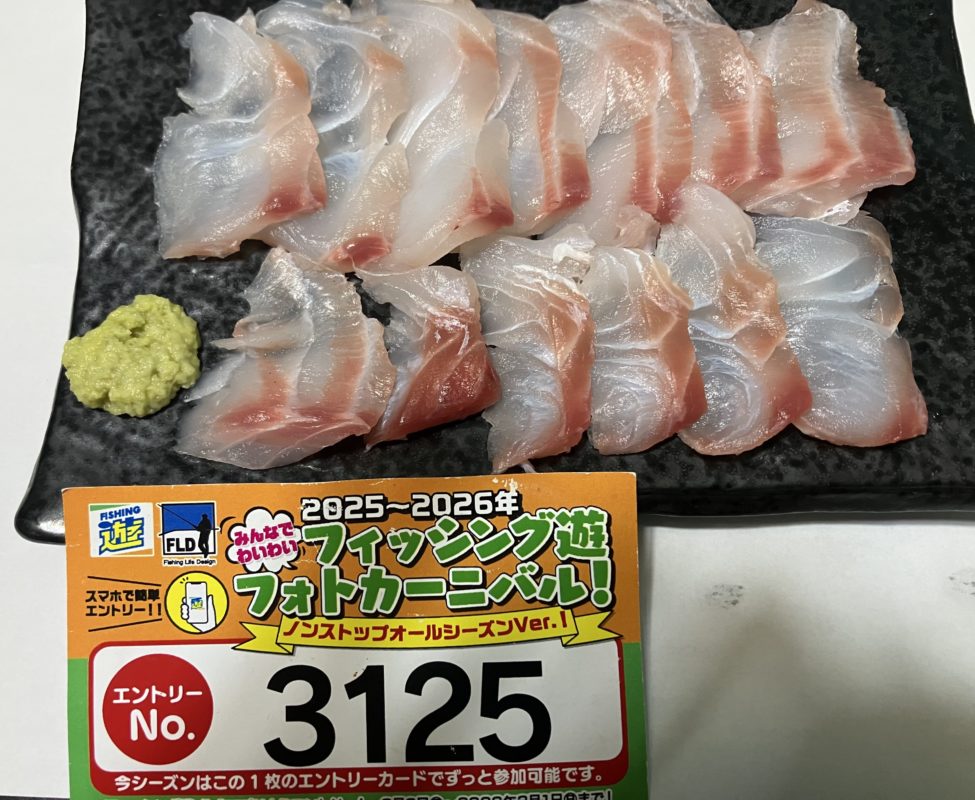 2025～2026年
FISHING
遊
FLD
Fishing Life Design
みんなで
わいわい
フィッシング遊
フォトカーニバル！
スマホで簡単
エントリー！！
ノンストップオールシーズンVer.！
エントリー
No.
3125
今シーズンはこの1枚のエントリーカードでずっと参加可能です。